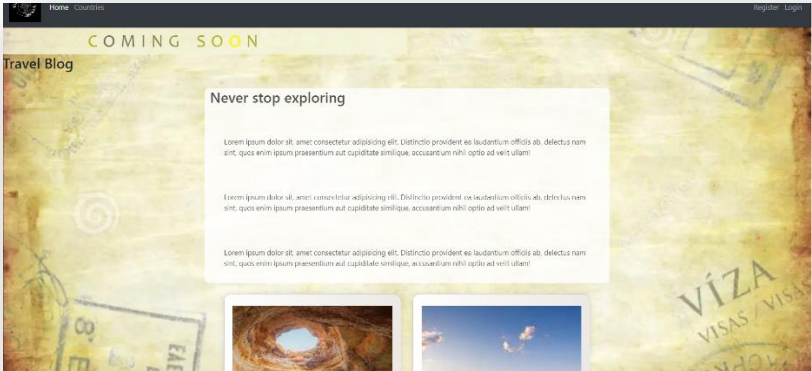 Home Countries
Register Login
COMING SOON
Travel Blog
Never stop exploring
Lorem ipsum dolor sit, amet consectetur adipisicing elit. Distinctio provident ea laudantium officiis ab, delectus nam
sint, quos enim ipsum praesentium aut cupiditate similique, accusantium nihil optio ad velit ullam!
Lorem ipsum dolor sit, amet consectetur adipisicing elit. Distinctio provident ea laudantium officiis ab, delectus nam
sint, quos enim ipsum praesentium aut cupiditate similique, accusantium nihil optio ad velit ullam!
Lorem ipsum dolor sit, amet consectetur adipisicing elit. Distinctio provident ea laudantium officiis ab, delectus nam
sint, quos enim ipsum praesentium aut cupiditate similique, accusantium nihil optio ad velit ullam!
VÍZA